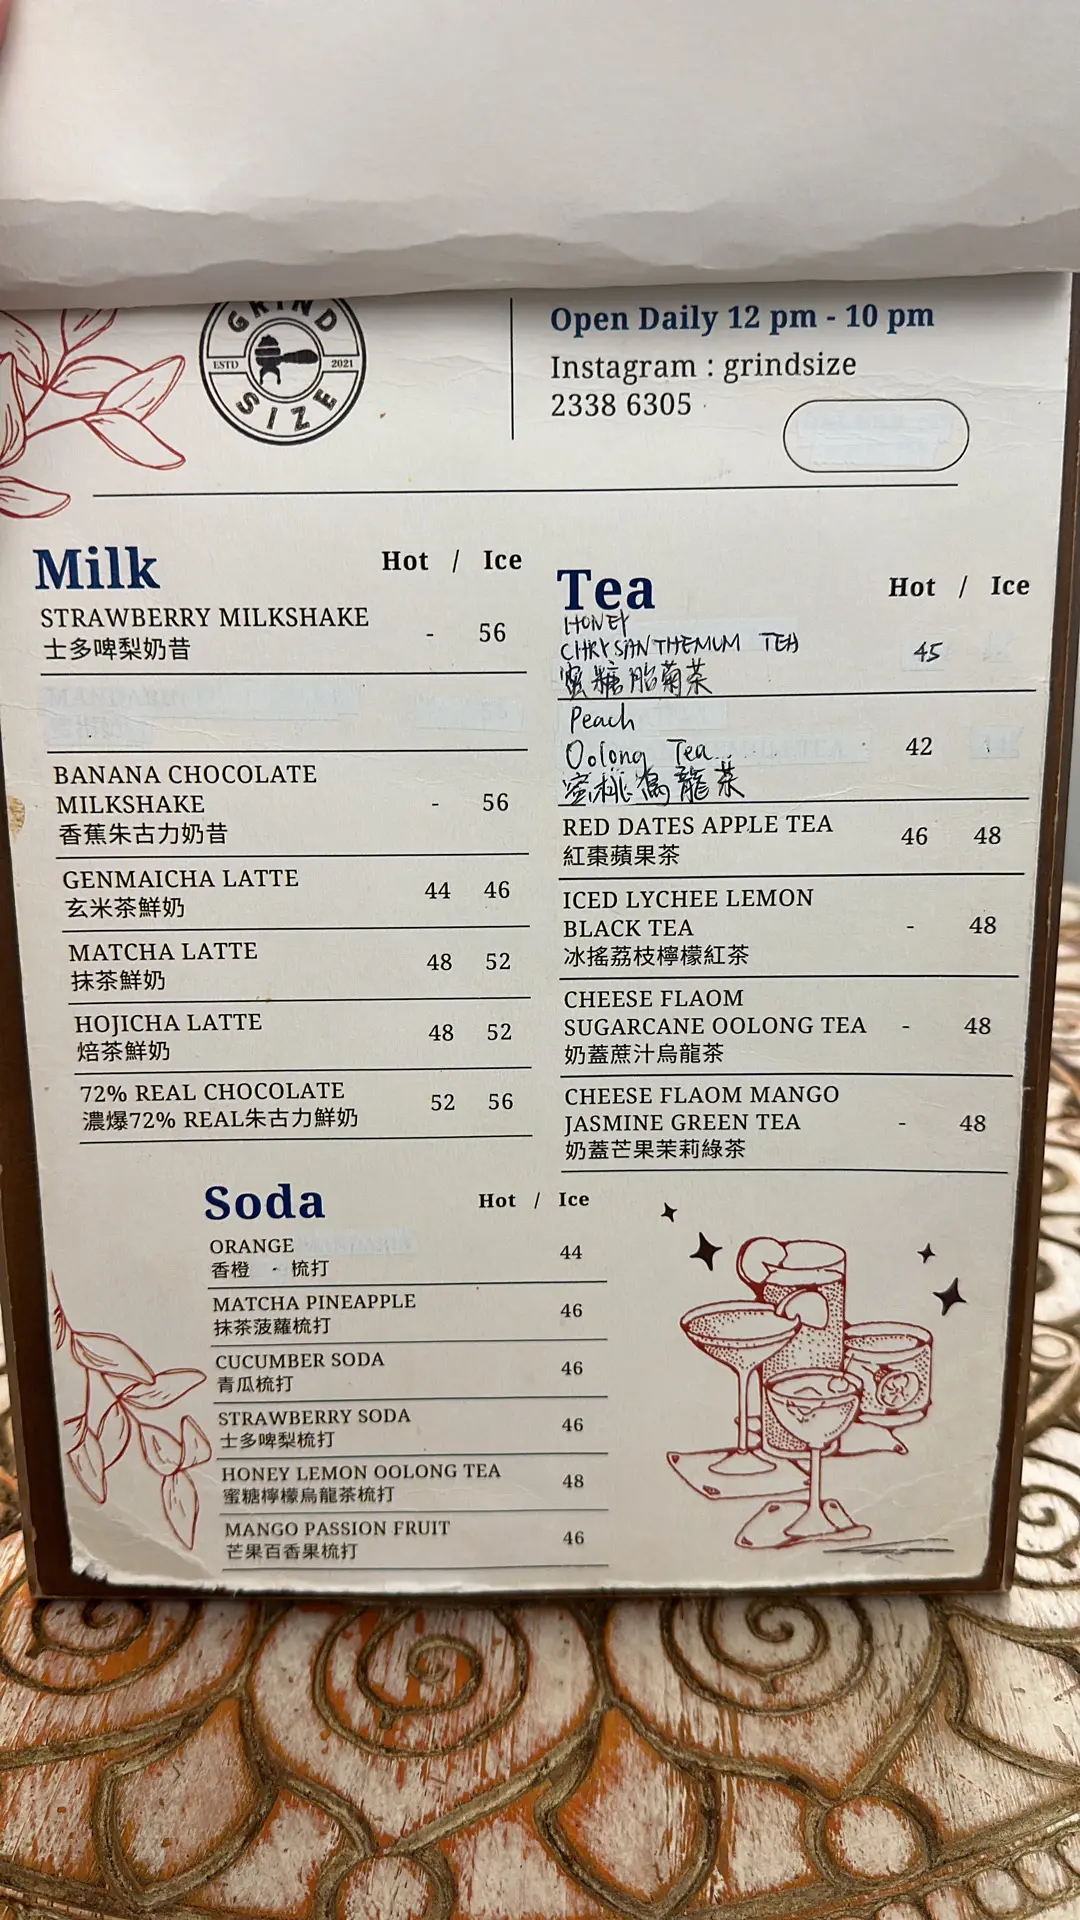 GRIND
ESTD 2021
SIZE
Open Daily 12 pm - 10 pm
Instagram : grindsize
2338 6305
Milk Hot / Ice
STRAWBERRY MILKSHAKE - 56
士多啤梨奶昔
BANANA CHOCOLATE
MILKSHAKE - 56
香蕉朱古力奶昔
GENMAICHA LATTE 44 46
玄米茶鮮奶
MATCHA LATTE 48 52
抹茶鮮奶
HOJICHA LATTE 48 52
焙茶鮮奶
72% REAL CHOCOLATE 52 56
濃爆72% REAL朱古力鮮奶
Tea Hot / Ice
HONEY
CHRYSANTHEMUM TEA 45
蜜糖胎菊茶
Peach
Oolong Tea 42
蜜桃烏龍茶
RED DATES APPLE TEA 46 48
紅棗蘋果茶
ICED LYCHEE LEMON
BLACK TEA - 48
冰搖荔枝檸檬紅茶
CHEESE FLAOM
SUGARCANE OOLONG TEA - 48
奶蓋蔗汁烏龍茶
CHEESE FLAOM MANGO
JASMINE GREEN TEA - 48
奶蓋芒果茉莉綠茶
Soda Hot / Ice
ORANGE 44
香橙 梳打
MATCHA PINEAPPLE 46
抹茶菠蘿梳打
CUCUMBER SODA 46
青瓜梳打
STRAWBERRY SODA 46
士多啤梨梳打
HONEY LEMON OOLONG TEA 48
蜜糖檸檬烏龍茶梳打
MANGO PASSION FRUIT 46
芒果百香果梳打